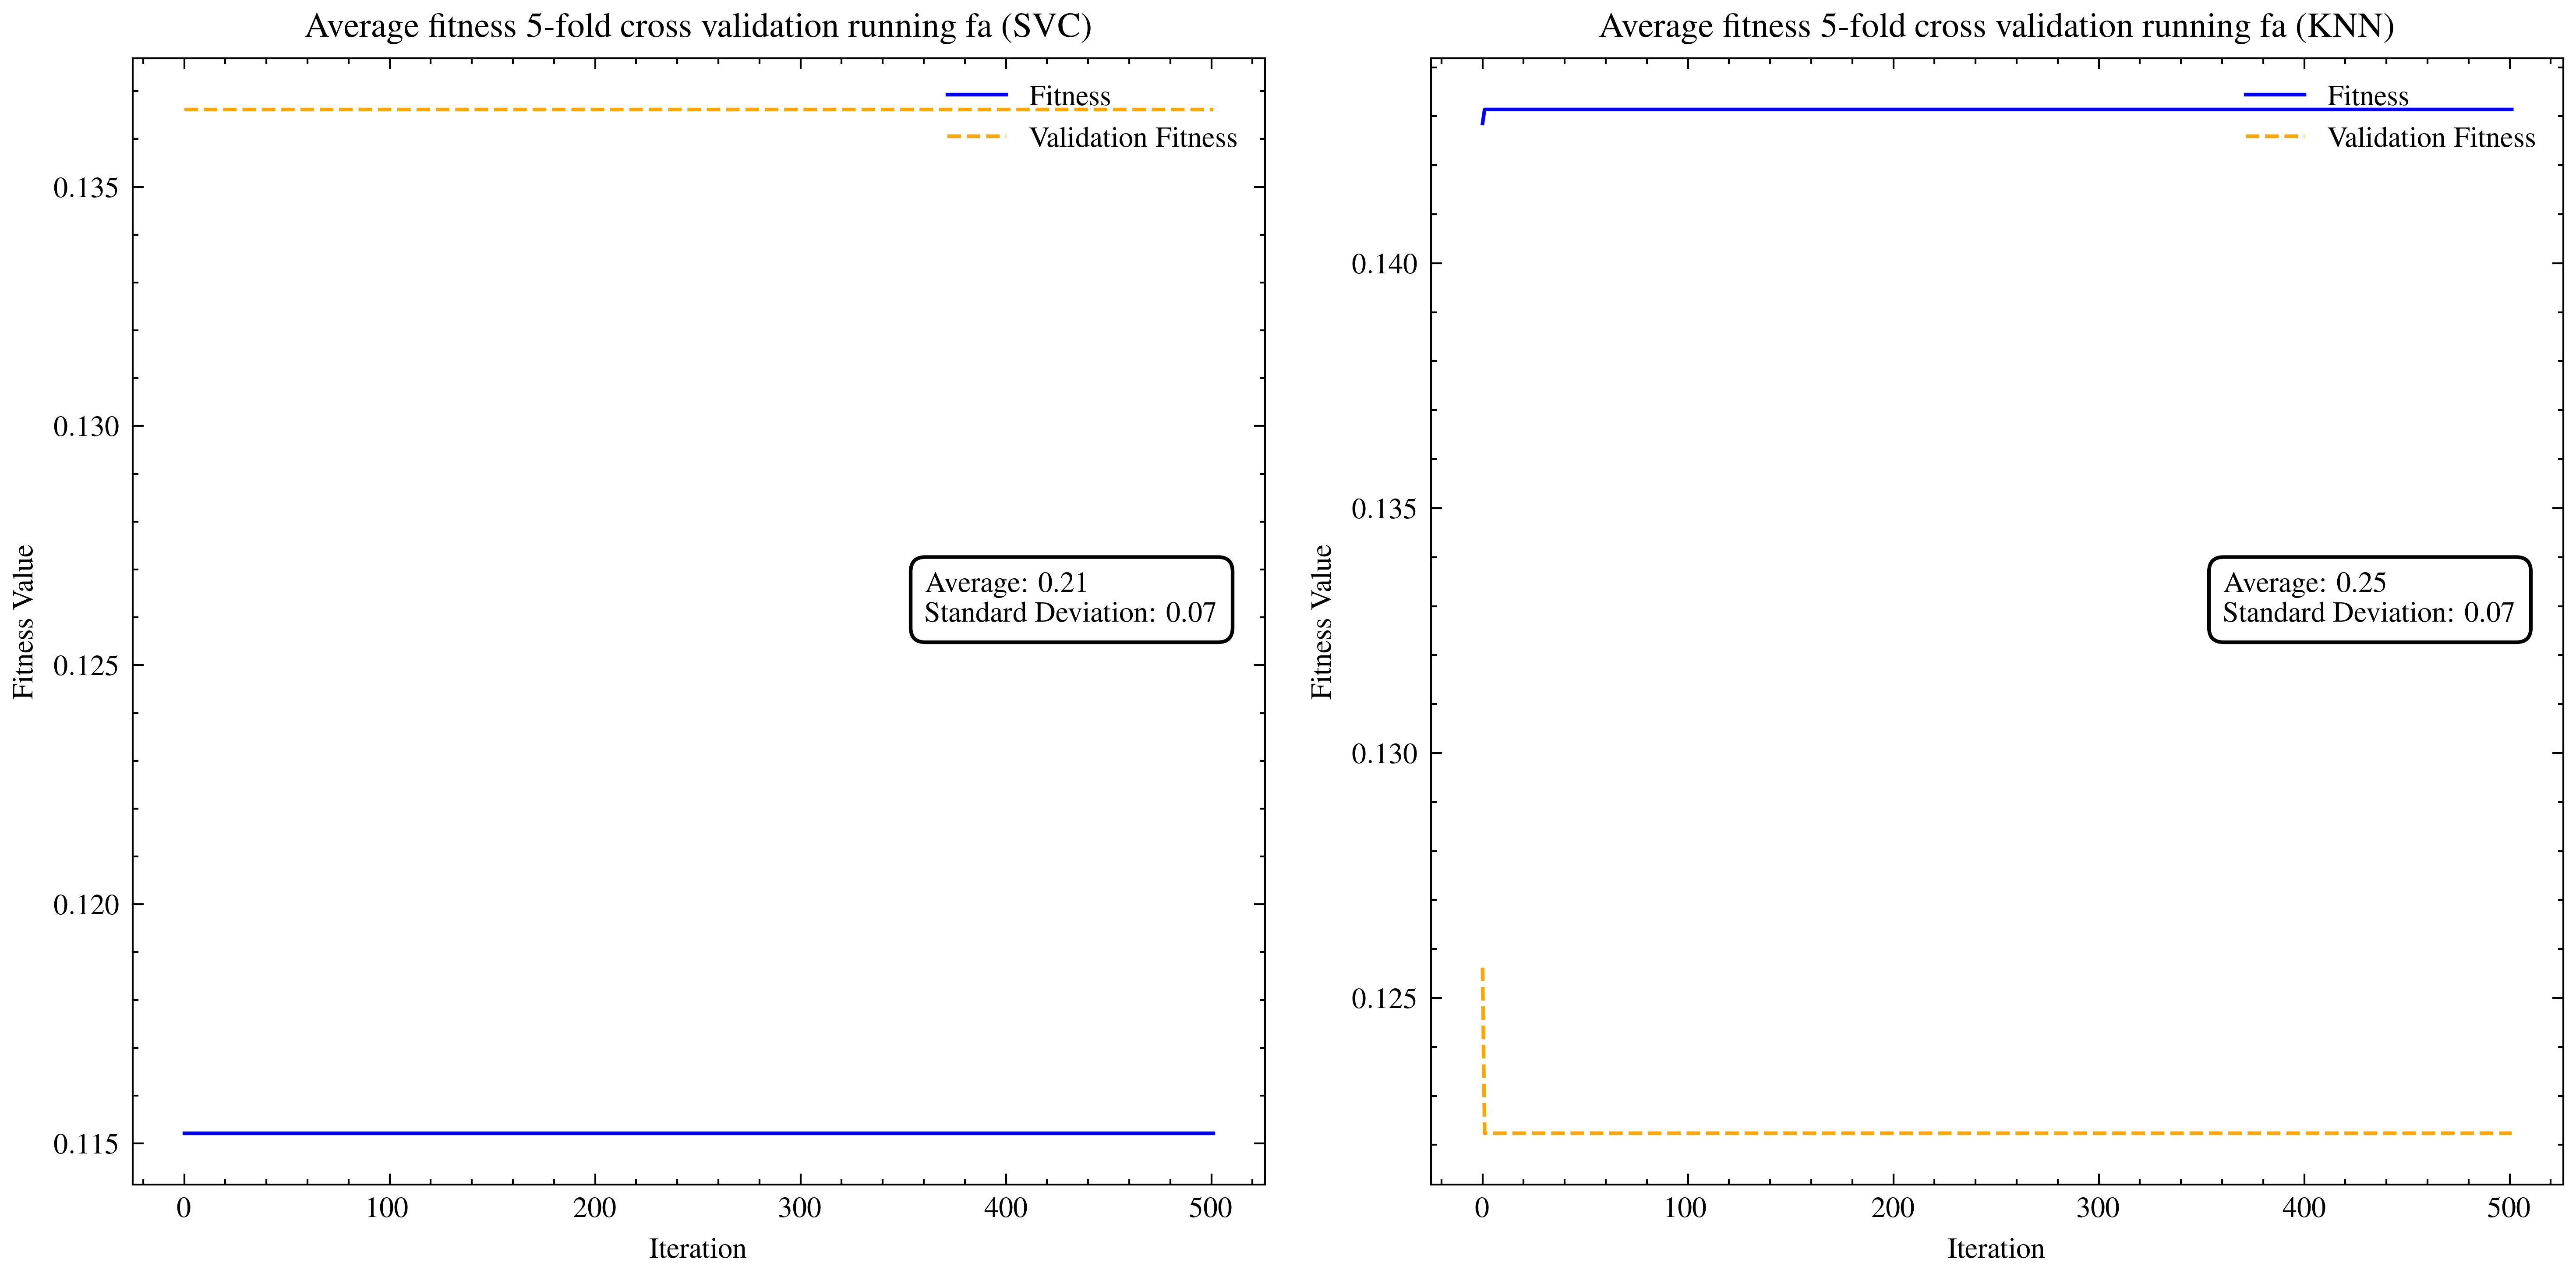 Average fitness 5-fold cross validation running fa (SVC)
Fitness
Validation Fitness
0.135
0.130
0.125
0.120
0.115
Fitness Value
Average: 0.21
Standard Deviation: 0.07
0 100 200 300 400 500
Iteration
Average fitness 5-fold cross validation running fa (KNN)
Fitness
Validation Fitness
0.140
0.135
0.130
0.125
Fitness Value
Average: 0.25
Standard Deviation: 0.07
0 100 200 300 400 500
Iteration